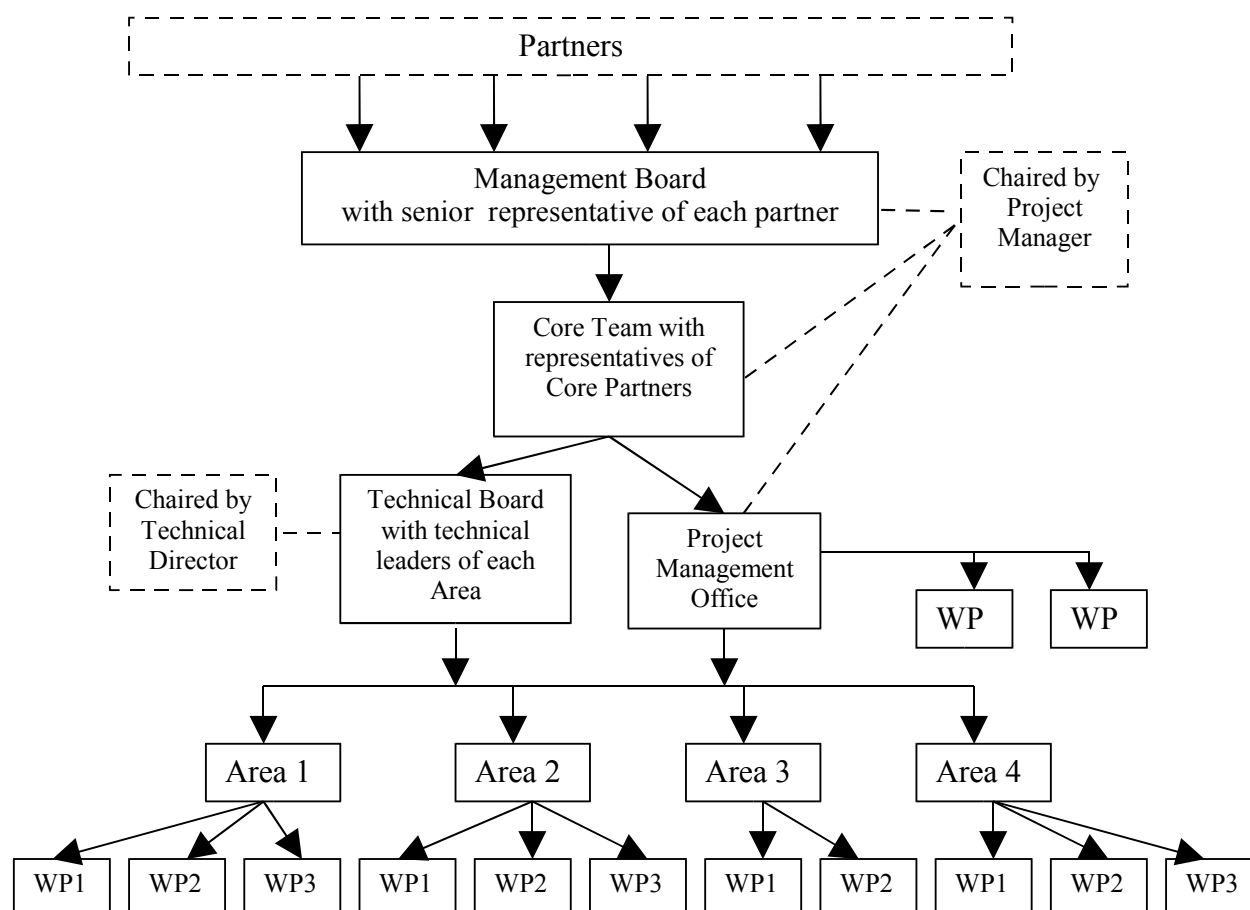 Partners
Management Board
with senior representative of each partner
Chaired by
Project
Manager
Core Team with
representatives of
Core Partners
Chaired by
Technical
Director
Technical Board
with technical
leaders of each
Area
Project
Management
Office
WP
WP
Area 1
Area 2
Area 3
Area 4
WP1
WP2
WP3
WP1
WP2
WP3
WP1
WP2
WP1
WP2
WP3